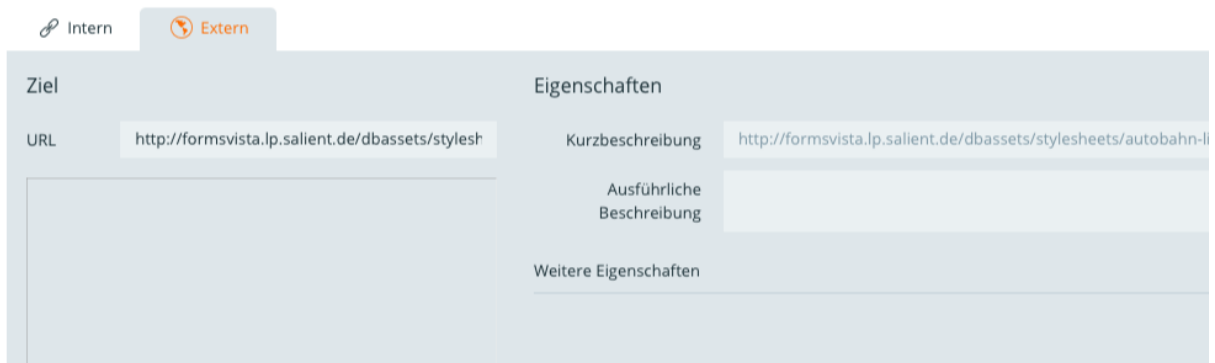 Intern
Extern
Ziel
Eigenschaften
URL
http://formsvista.lp.salient.de/dbassets/stylesh
Kurzbeschreibung
http://formsvista.lp.salient.de/dbassets/stylesheets/autobahn-li
Ausführliche
Beschreibung
Weitere Eigenschaften